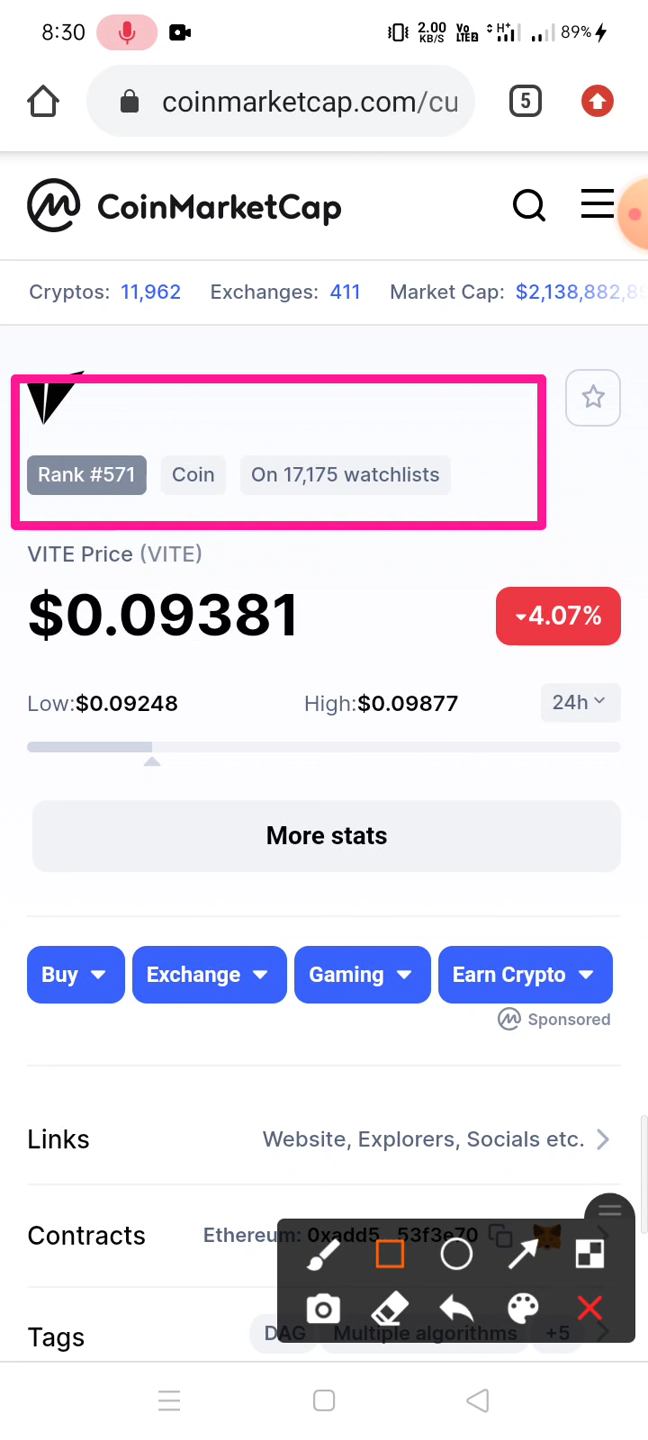 8:30 2.00 KB/S Vo LTE2 H+ 89%
coinmarketcap.com/cu 5
CoinMarketCap
Cryptos: 11,962 Exchanges: 411 Market Cap: $2,138,882,89
Rank #571 Coin On 17,175 watchlists
VITE Price (VITE)
$0.09381 4.07%
Low:$0.09248 High:$0.09877 24h
More stats
Buy Exchange Gaming Earn Crypto
Sponsored
Links Website, Explorers, Socials etc.
Contracts Ethereum: 0xadd5...53f3e70
Tags DAG Multiple algorithms +5